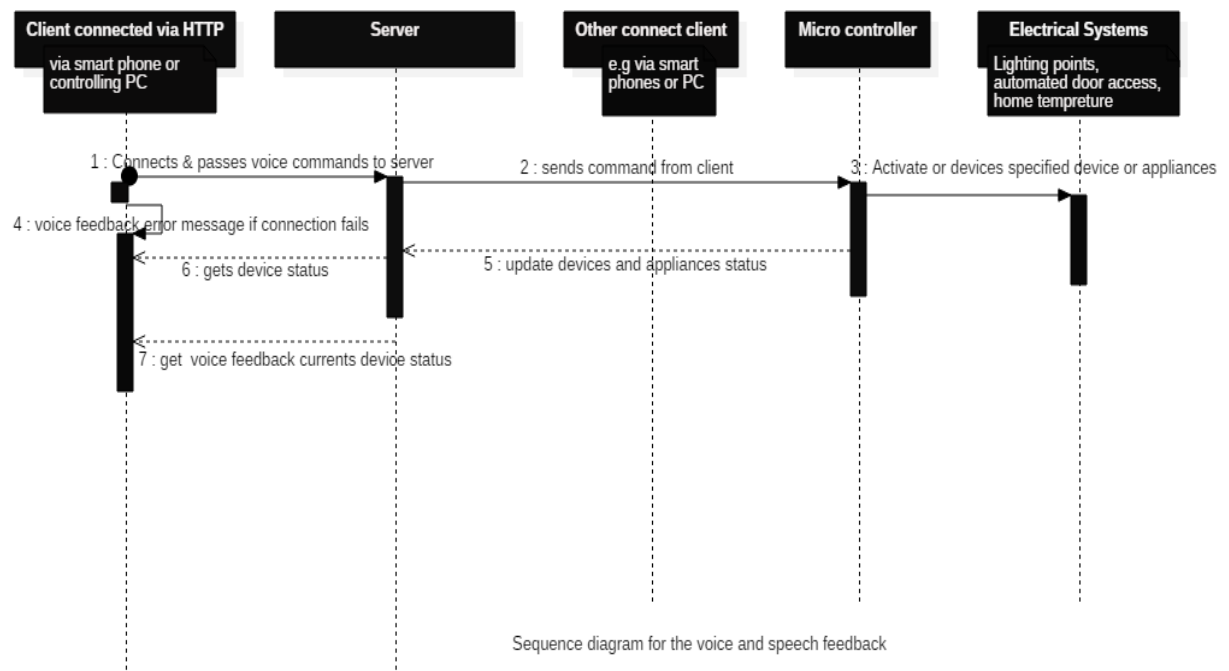 Client connected via HTTP
Server
Other connect client
Micro controller
Electrical Systems
via smart phone or
controlling PC
e.g via smart
phones or PC
Lighting points,
automated door access,
home tempreture
1 : Connects & passes voice commands to server
2 : sends command from client
3 : Activate or devices specified device or appliances
4 : voice feedback error message if connection fails
5 : update devices and appliances status
6 : gets device status
7 : get  voice feedback currents device status
Sequence diagram for the voice and speech feedback